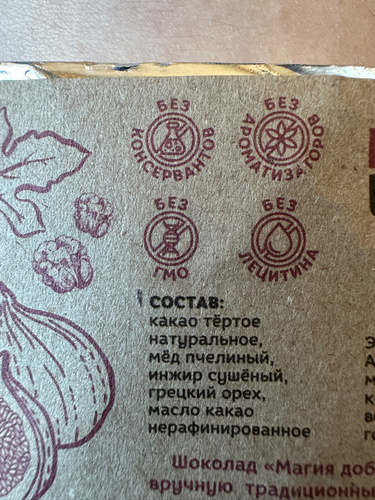 БЕЗ КОНСЕРВАНТОВ
БЕЗ АРОМАТИЗАТОРОВ
БЕЗ ГМО
БЕЗ ЛЕЦИТИНА
СОСТАВ:
какао тёртое
натуральное,
мёд пчелиный,
инжир сушёный,
грецкий орех,
масло какао
нерафинированное
Шоколад «Магия доб
вручную традиционны